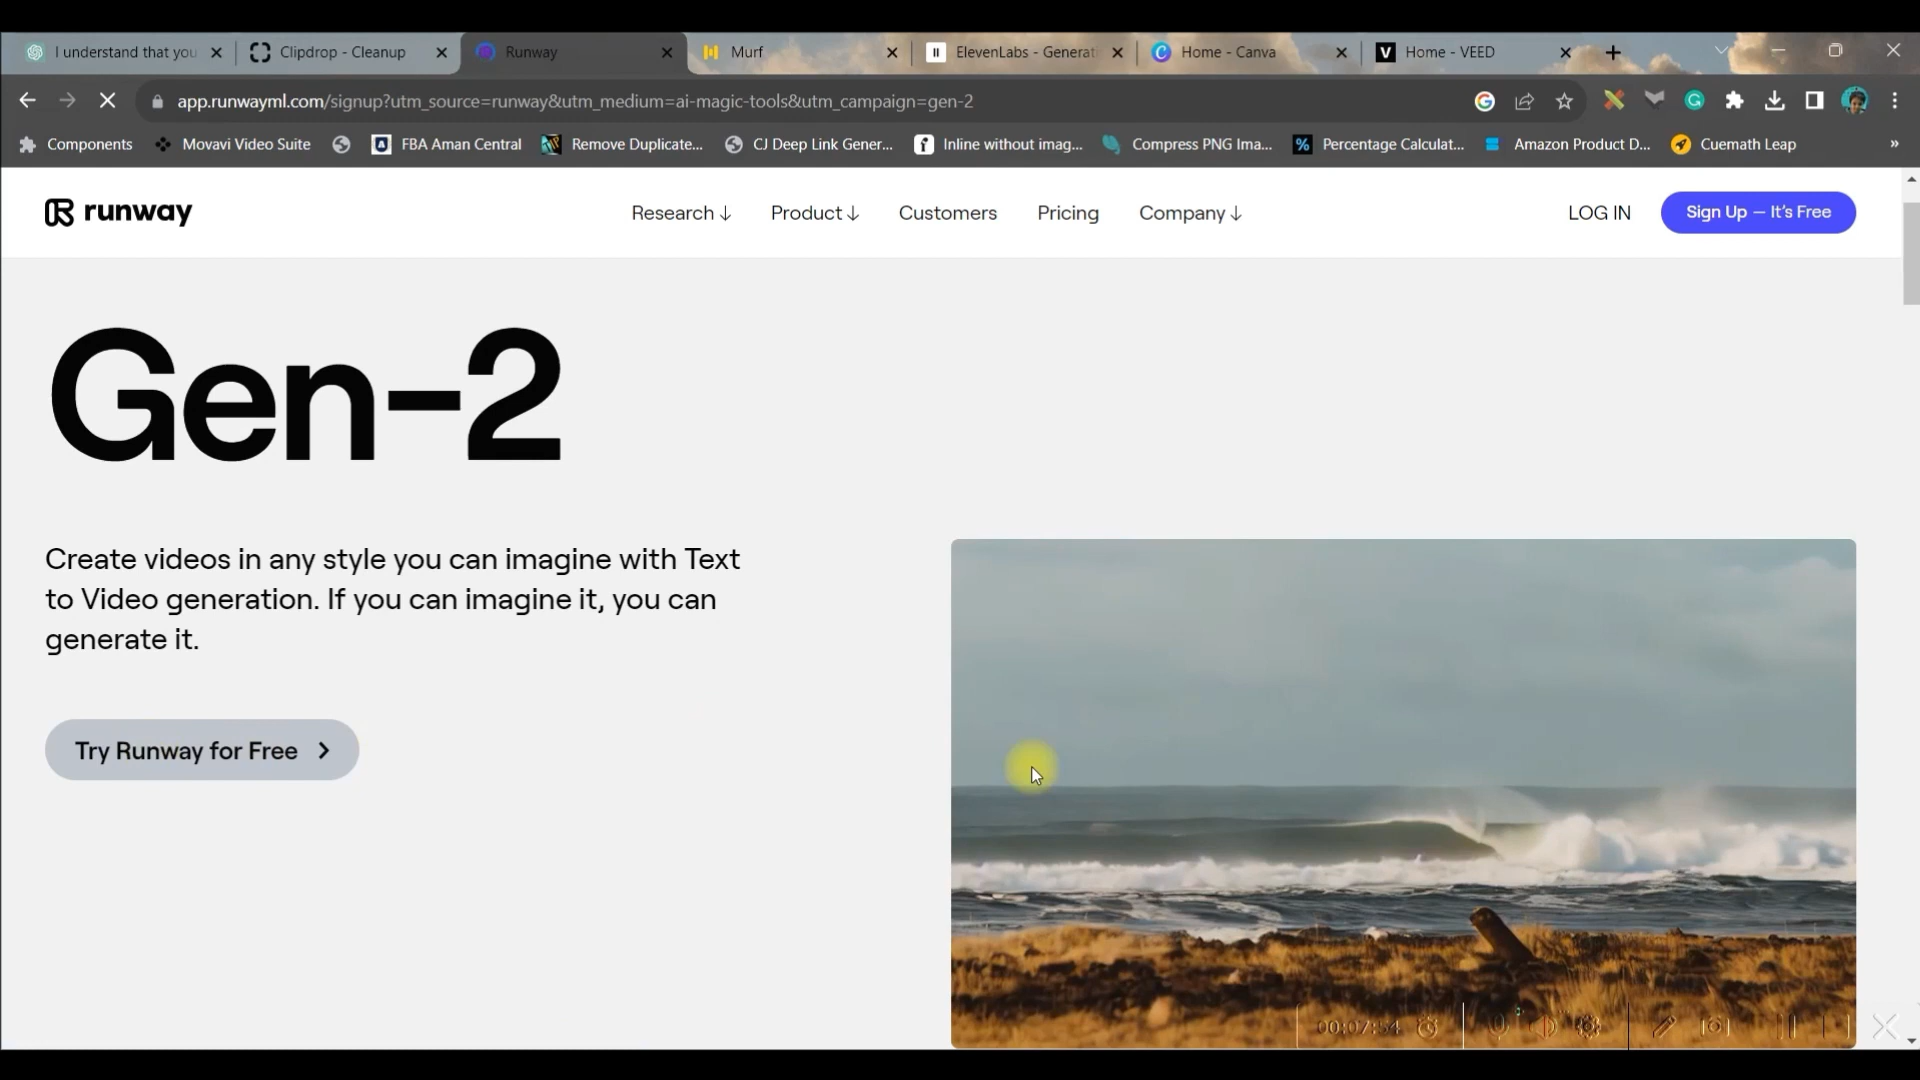 I understand that you
Clipdrop - Cleanup
Runway
Murf
ElevenLabs - Generati
Home - Canva
Home - VEED
app.runwayml.com/signup?utm_source=runway&utm_medium=ai-magic-tools&utm_campaign=gen-2
Components
Movavi Video Suite
FBA Aman Central
Remove Duplicate...
CJ Deep Link Gener...
Inline without imag...
Compress PNG Ima...
Percentage Calculat...
Amazon Product D...
Cuemath Leap
»
runway
Research ↓
Product ↓
Customers
Pricing
Company ↓
LOG IN
Sign Up — It's Free
Gen-2
Create videos in any style you can imagine with Text
to Video generation. If you can imagine it, you can
generate it.
Try Runway for Free
00:07:54